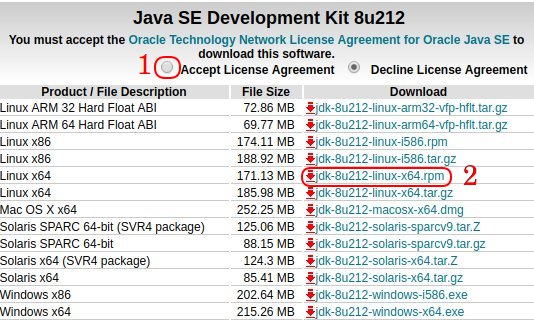 Java SE Development Kit 8u212
You must accept the Oracle Technology Network License Agreement for Oracle Java SE to
download this software.
1 Accept License Agreement Decline License Agreement
Product / File Description File Size Download
Linux ARM 32 Hard Float ABI 72.86 MB jdk-8u212-linux-arm32-vfp-hflt.tar.gz
Linux ARM 64 Hard Float ABI 69.77 MB jdk-8u212-linux-arm64-vfp-hflt.tar.gz
Linux x86 174.11 MB jdk-8u212-linux-i586.rpm
Linux x86 188.92 MB jdk-8u212-linux-i586.tar.gz
Linux x64 171.13 MB jdk-8u212-linux-x64.rpm 2
Linux x64 185.98 MB jdk-8u212-linux-x64.tar.gz
Mac OS X x64 252.25 MB jdk-8u212-macosx-x64.dmg
Solaris SPARC 64-bit (SVR4 package) 125.06 MB jdk-8u212-solaris-sparcv9.tar.Z
Solaris SPARC 64-bit 88.15 MB jdk-8u212-solaris-sparcv9.tar.gz
Solaris x64 (SVR4 package) 124.3 MB jdk-8u212-solaris-x64.tar.Z
Solaris x64 85.41 MB jdk-8u212-solaris-x64.tar.gz
Windows x86 202.64 MB jdk-8u212-windows-i586.exe
Windows x64 215.26 MB jdk-8u212-windows-x64.exe